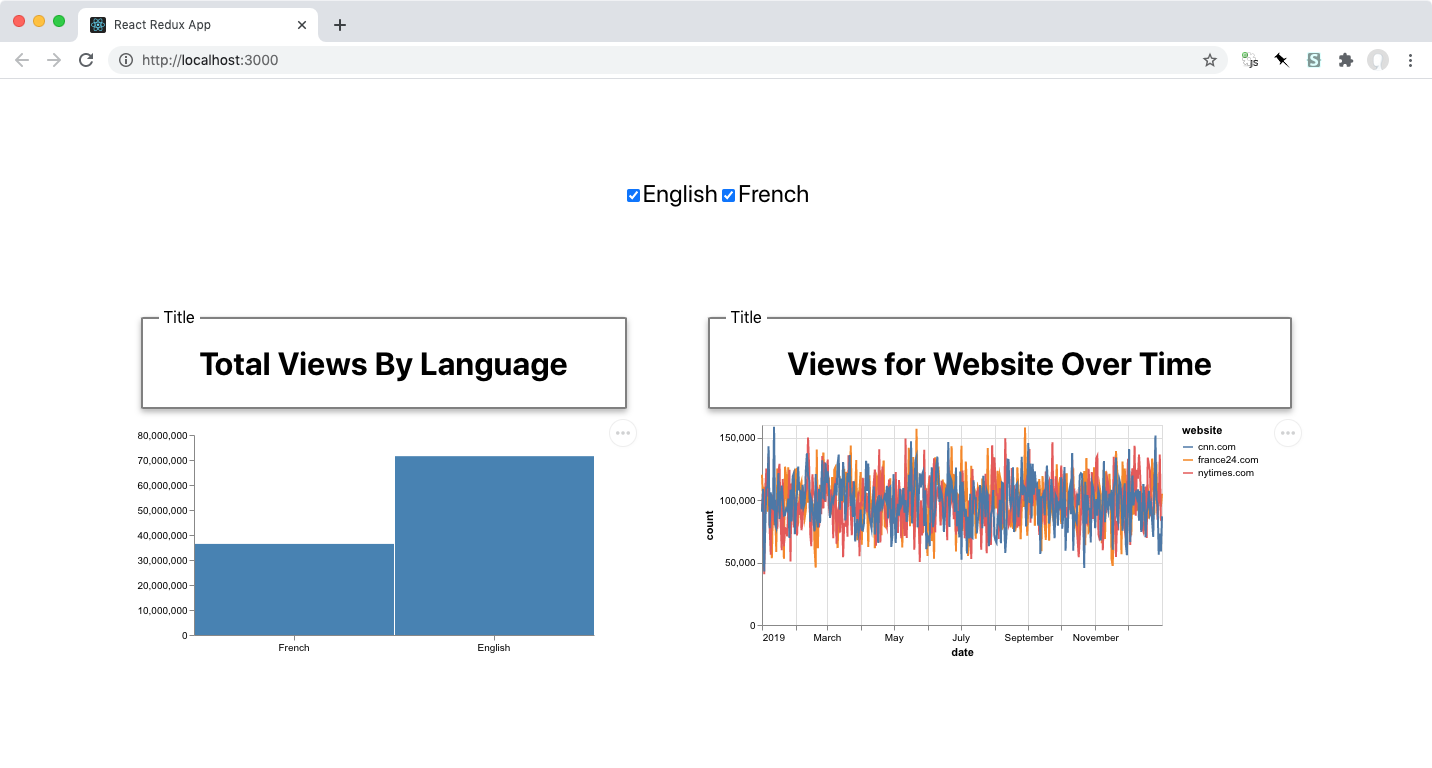 React Redux App
http://localhost:3000
JS
English French
Title
Total Views By Language
80,000,000
70,000,000
60,000,000
50,000,000
40,000,000
30,000,000
20,000,000
10,000,000
0
French English
Title
Views for Website Over Time
150,000
100,000
50,000
0
count
2019 March May July September November
date
website
cnn.com
france24.com
nytimes.com